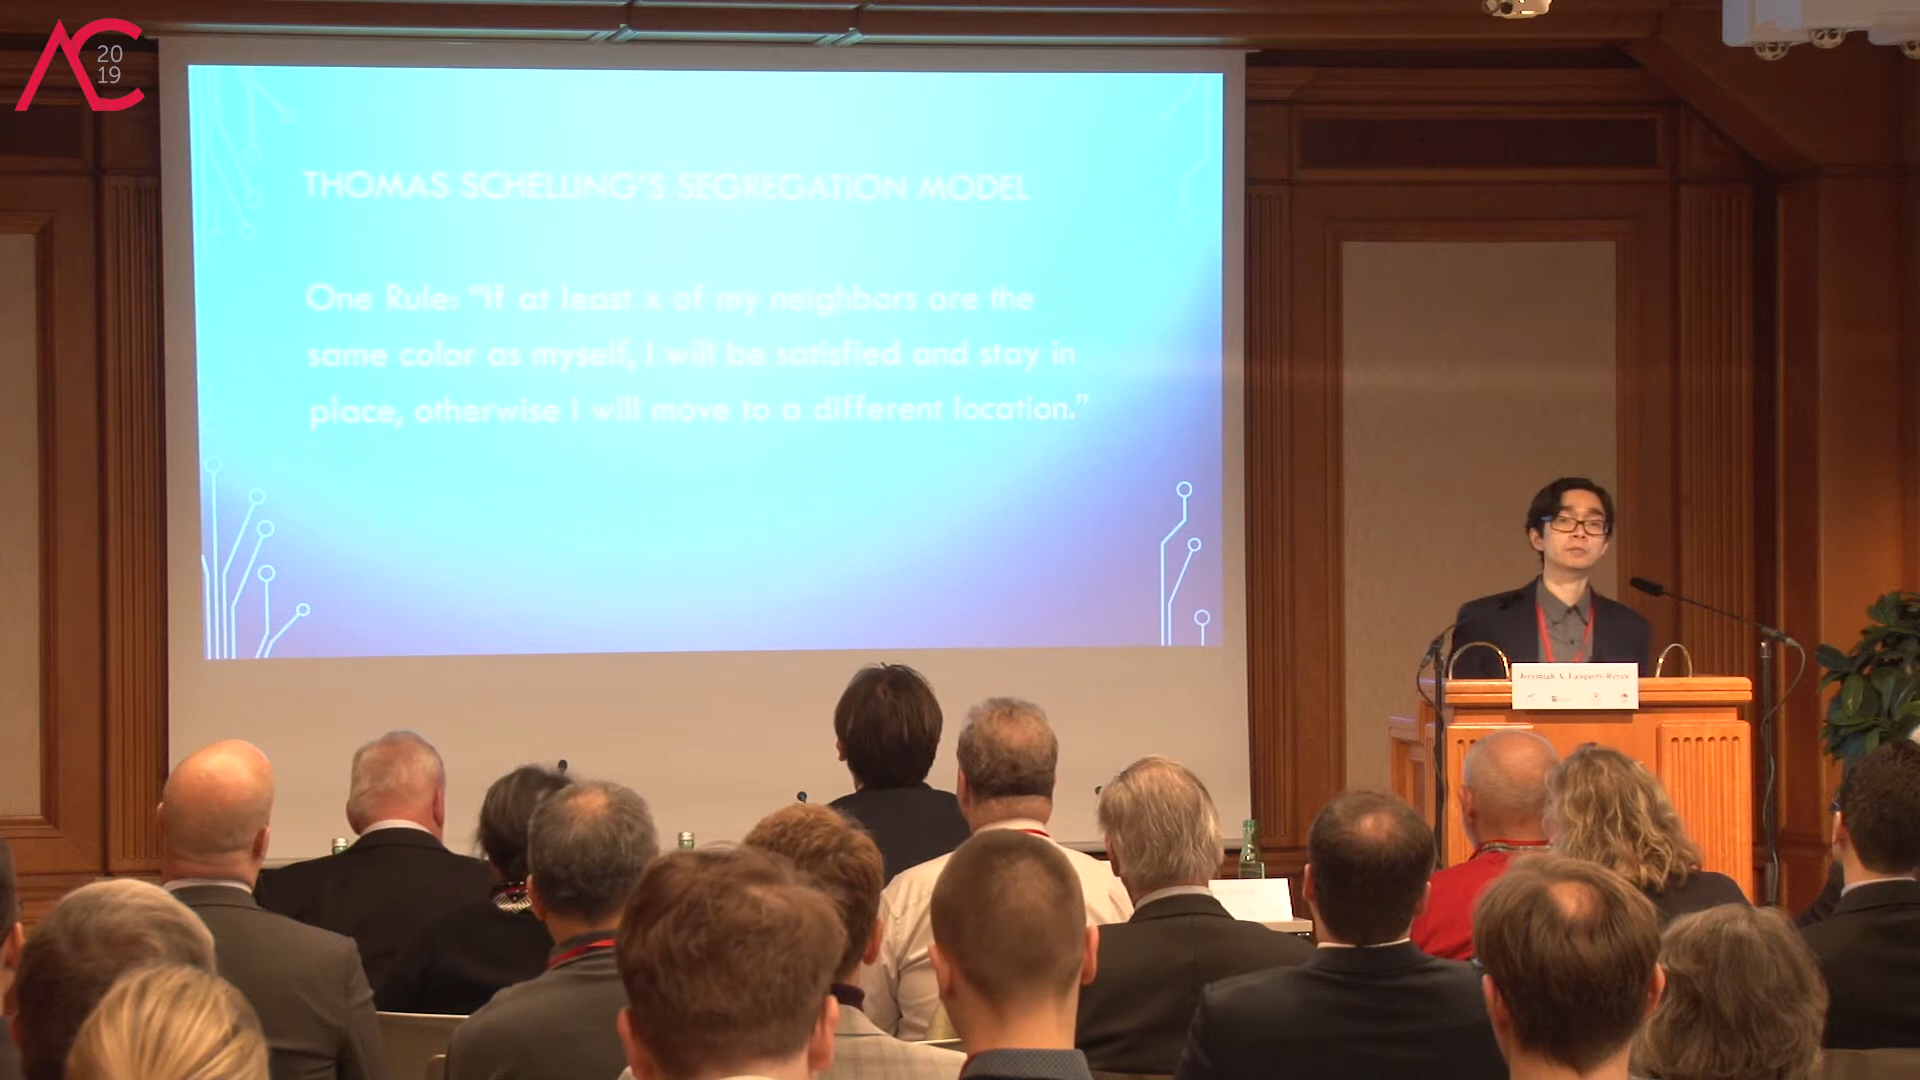 AC
20
19
THOMAS SCHELLING'S SEGREGATION MODEL
One Rule: "If at least x of my neighbors are the
same color as myself, I will be satisfied and stay in
place, otherwise I will move to a different location."